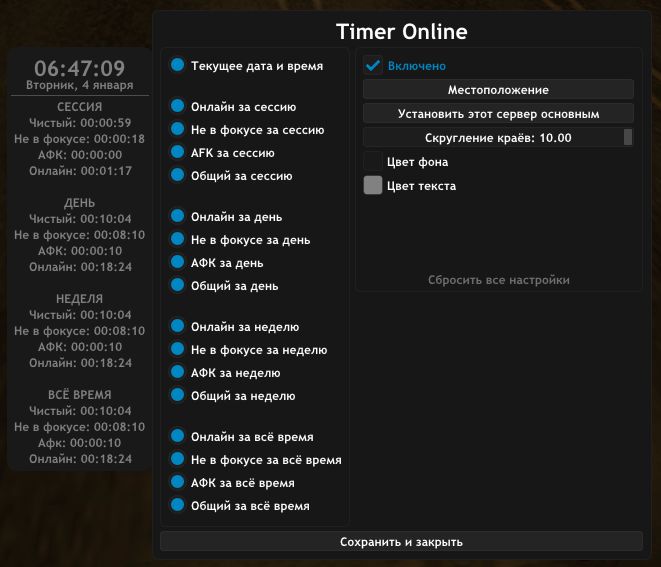 06:47:09
Вторник, 4 января
СЕССИЯ
Чистый: 00:00:59
Не в фокусе: 00:00:18
АФК: 00:00:00
Онлайн: 00:01:17
ДЕНЬ
Чистый: 00:10:04
Не в фокусе: 00:08:10
АФК: 00:00:10
Онлайн: 00:18:24
НЕДЕЛЯ
Чистый: 00:10:04
Не в фокусе: 00:08:10
АФК: 00:00:10
Онлайн: 00:18:24
ВСЁ ВРЕМЯ
Чистый: 00:10:04
Не в фокусе: 00:08:10
Афк: 00:00:10
Онлайн: 00:18:24
Timer Online
Текущее дата и время
Онлайн за сессию
Не в фокусе за сессию
AFK за сессию
Общий за сессию
Онлайн за день
Не в фокусе за день
АФК за день
Общий за день
Онлайн за неделю
Не в фокусе за неделю
АФК за неделю
Общий за неделю
Онлайн за всё время
Не в фокусе за всё время
АФК за всё время
Общий за всё время
Включено
Местоположение
Установить этот сервер основным
Скругление краёв: 10.00
Цвет фона
Цвет текста
Сбросить все настройки
Сохранить и закрыть